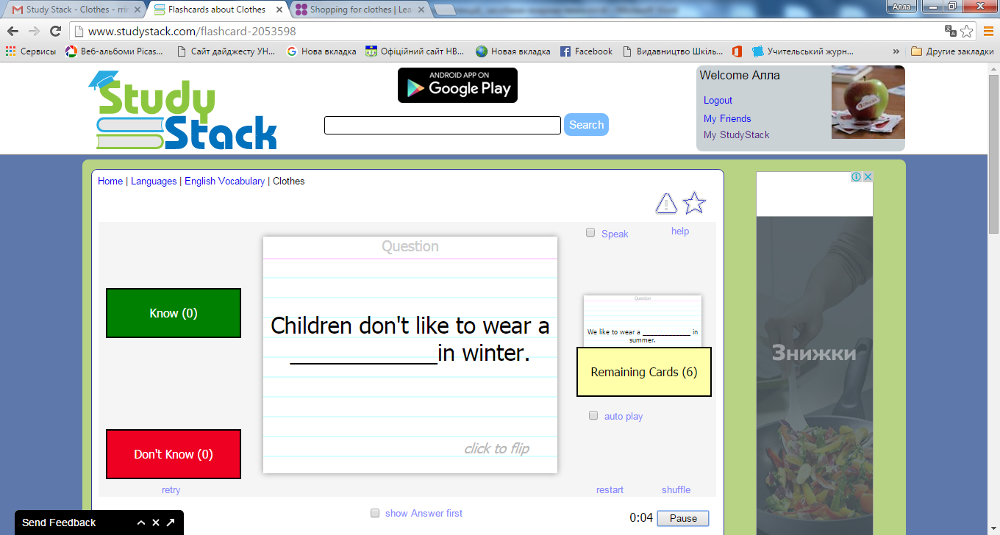 Study Stack - Clothes - rrir
Flashcards about Clothes
Shopping for clothes | Lea
Алла
www.studystack.com/flashcard-2053598
Сервисы
Веб-альбоми Picas...
Сайт дайджесту УН...
Нова вкладка
Офіційний сайт НВ...
Новая вкладка
Facebook
Видавництво Шкіль...
Учительский журн...
»
Другие закладки
Study
Stack
ANDROID APP ON
Google Play
Search
Welcome Алла
Logout
My Friends
My StudyStack
Home | Languages | English Vocabulary | Clothes
Speak
help
Question
Children don't like to wear a
____________in winter.
click to flip
Know (0)
Don't Know (0)
retry
Question
We like to wear a _____________ in
summer.
Remaining Cards (6)
auto play
restart
shuffle
show Answer first
0:04
Pause
Знижки
Send Feedback